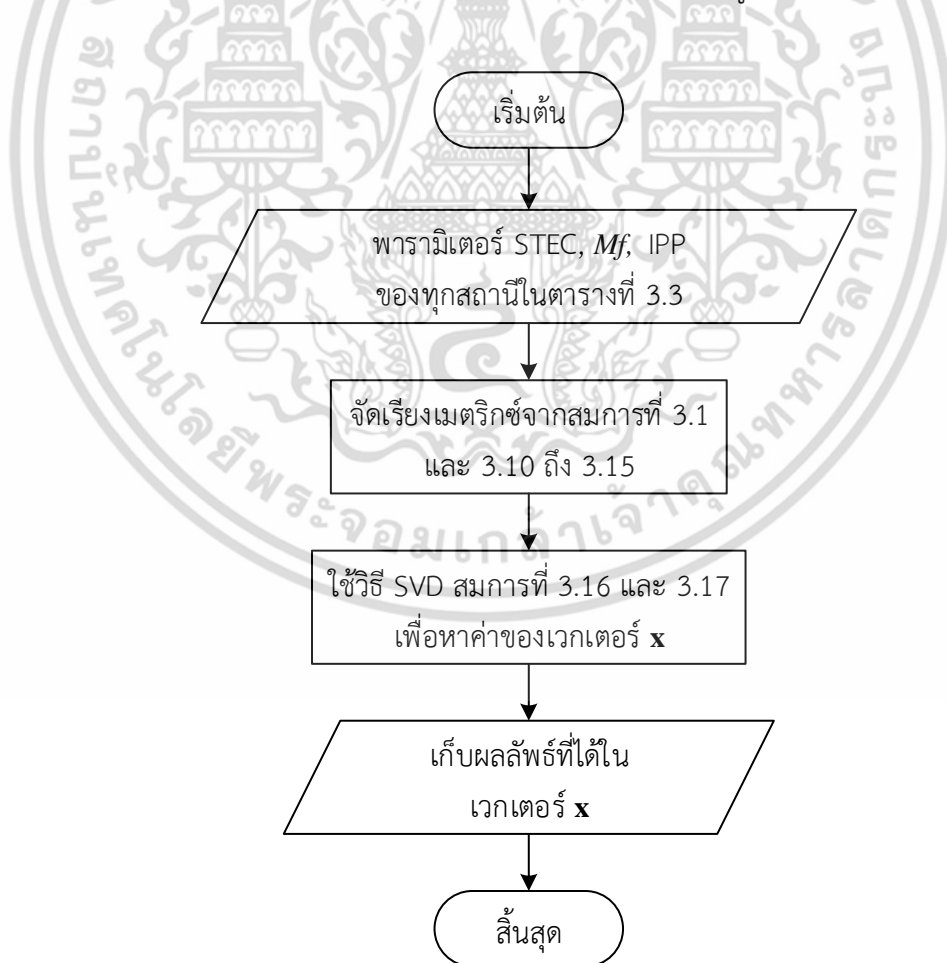 เริ่มต้น
พารามิเตอร์ STEC, Mf, IPP
ของทุกสถานีในตารางที่ 3.3
จัดเรียงเมตริกซ์จากสมการที่ 3.1
และ 3.10 ถึง 3.15
ใช้วิธี SVD สมการที่ 3.16 และ 3.17
เพื่อหาค่าของเวกเตอร์ x
เก็บผลลัพธ์ที่ได้ใน
เวกเตอร์ x
สิ้นสุด